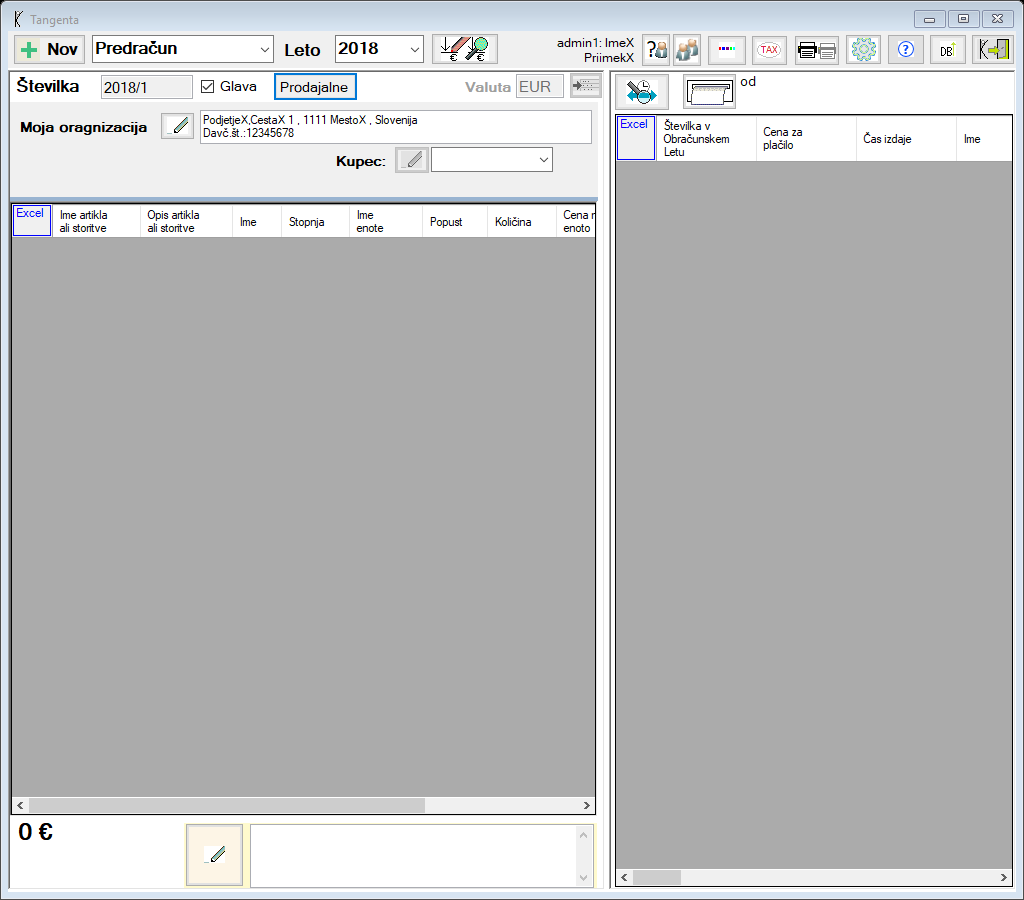 Tangenta
Nov
Predračun
Leto
2018
€
€
admin1: ImeX
PriimekX
?
TAX
?
DB
Številka
2018/1
Glava
Prodajalne
Valuta
EUR
Moja oragnizacija
PodjetjeX,CestaX 1 , 1111 MestoX , Slovenija
Davč.št.:12345678
Kupec:
Excel
Ime artikla
ali storitve
Opis artikla
ali storitve
Ime
Stopnja
Ime
enote
Popust
Količina
Cena
enoto
0 €
od
Excel
Številka v
Obračunskem
Letu
Cena za
plačilo
Čas izdaje
Ime